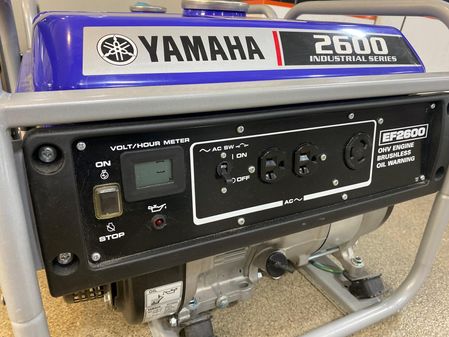 YAMAHA
2600
INDUSTRIAL SERIES
VOLT/HOUR METER
ON
STOP
AC SW
ON
OFF
AC
EF2600
OHV ENGINE
BRUSHLESS
OIL WARNING
OIL